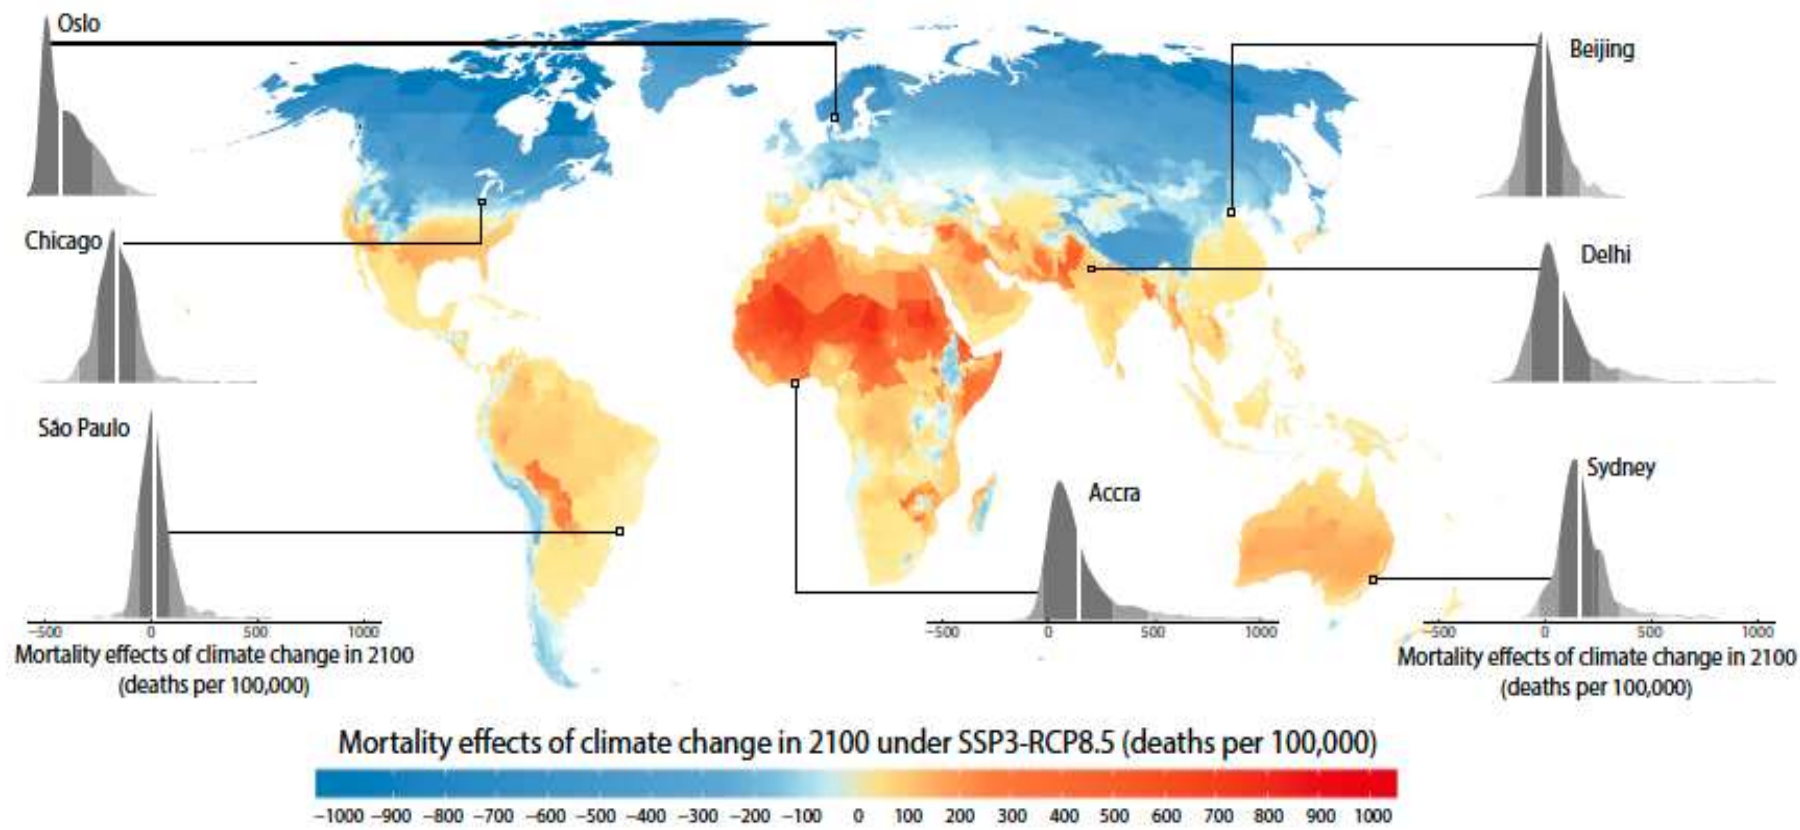 Oslo
Beijing
Chicago
Delhi
São Paulo
Accra
Sydney
−500 0 500 1000
Mortality effects of climate change in 2100
(deaths per 100,000)
−500 0 500 1000
−500 0 500 1000
Mortality effects of climate change in 2100
(deaths per 100,000)
Mortality effects of climate change in 2100 under SSP3-RCP8.5 (deaths per 100,000)
−1000 −900 −800 −700 −600 −500 −400 −300 −200 −100 0 100 200 300 400 500 600 700 800 900 1000